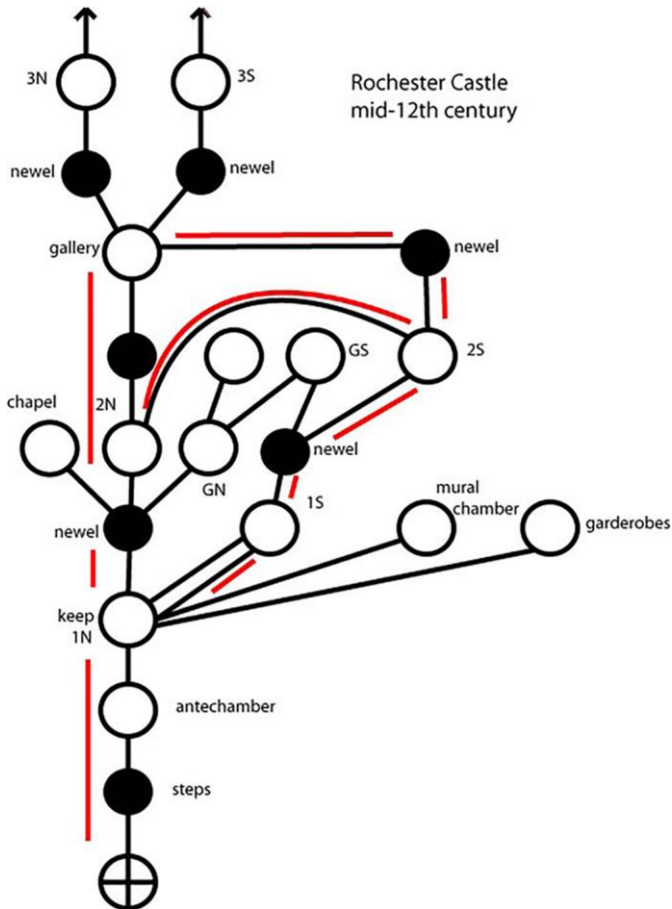 3N
3S
Rochester Castle
mid-12th century
newel
newel
gallery
newel
GS
2S
chapel
2N
newel
GN
mural
chamber
1S
newel
garderobes
keep
1N
antechamber
steps